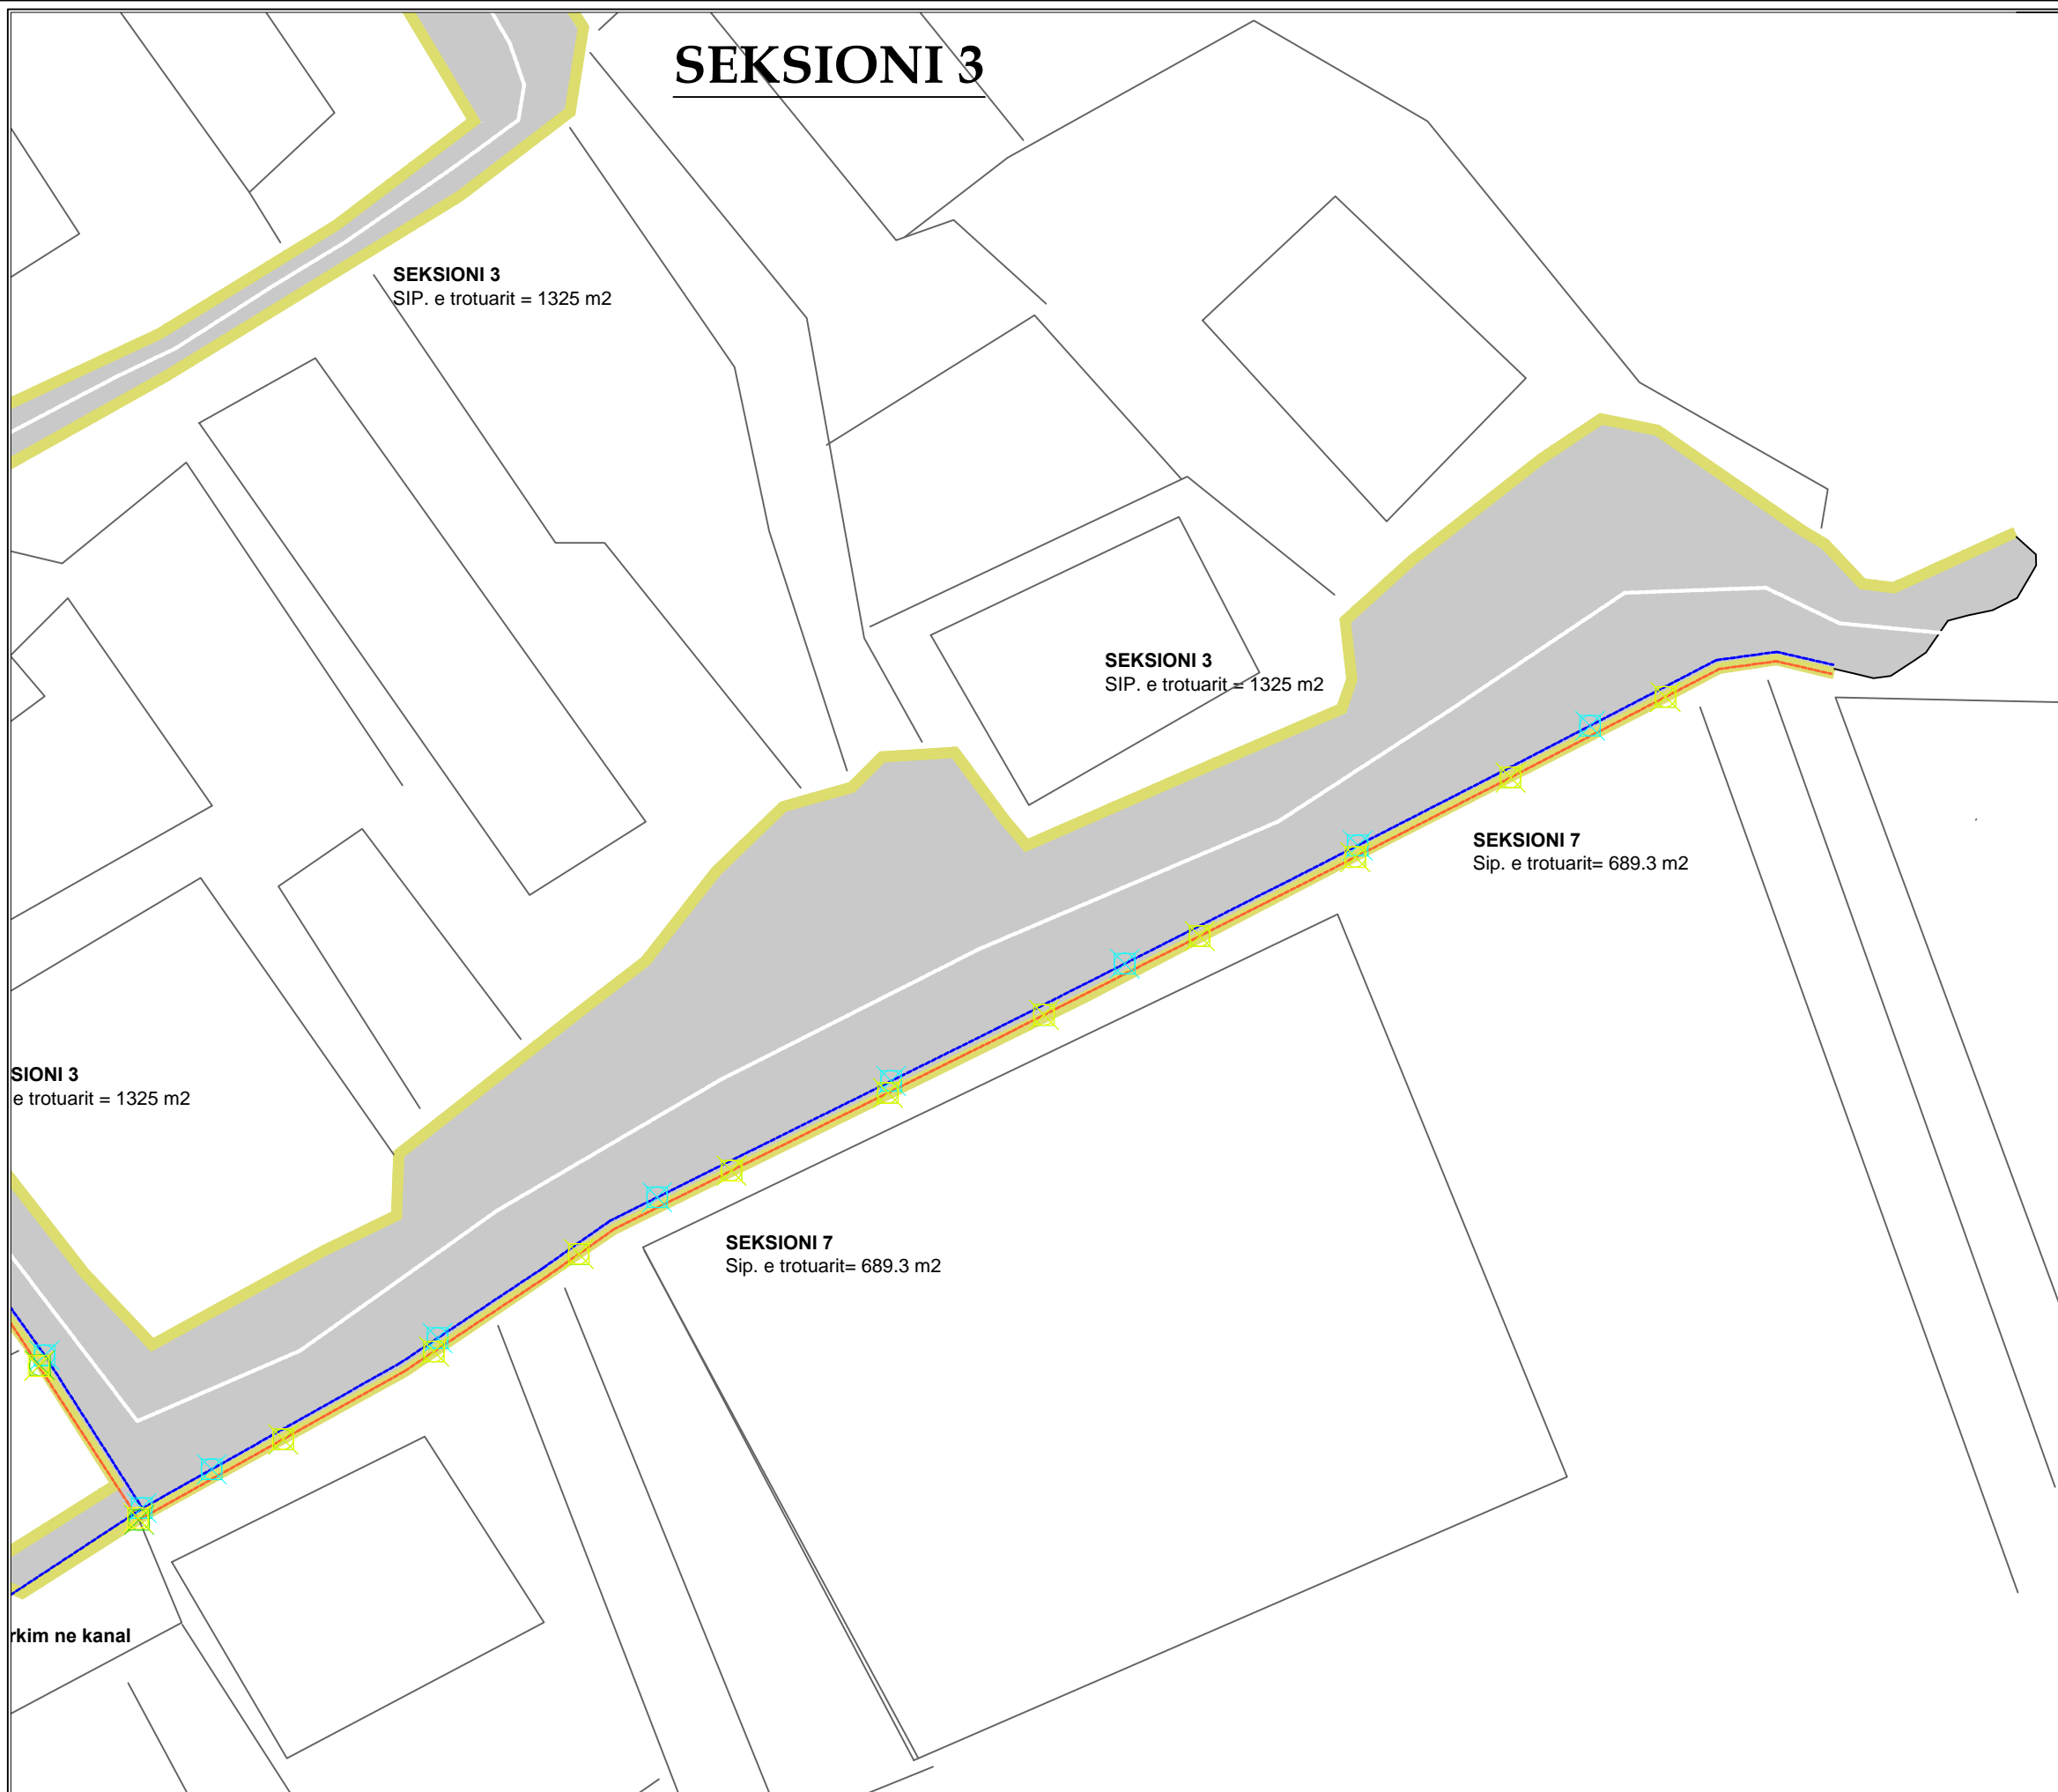 SEKSIONI 3
SEKSIONI 3
SIP. e trotuarit = 1325 m2
SEKSIONI 3
SIP. e trotuarit = 1325 m2
SEKSIONI 7
Sip. e trotuarit= 689.3 m2
SIONI 3
e trotuarit = 1325 m2
SEKSIONI 7
Sip. e trotuarit= 689.3 m2
rkim ne kanal